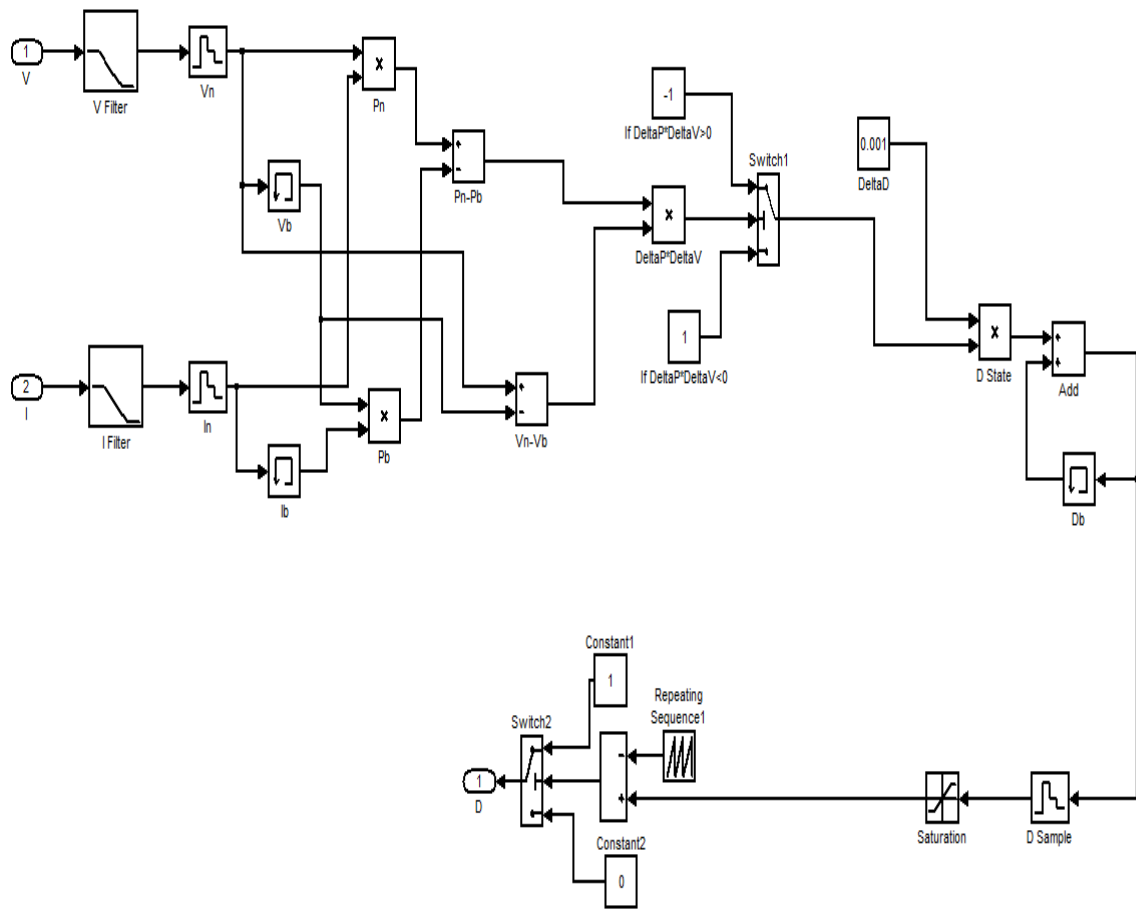 1
V
V Filter
Vn
×
Pn
-1
If DeltaP*DeltaV>0
+
-
Pn-Pb
0.001
DeltaD
Switch1
Vb
×
DeltaP*DeltaV
1
If DeltaP*DeltaV<0
×
D State
+
+
Add
2
I
I Filter
In
×
Pb
+
-
Vn-Vb
Ib
Db
Constant1
1
Repeating
Sequence1
Switch2
1
D
-
+
Saturation
D Sample
Constant2
0